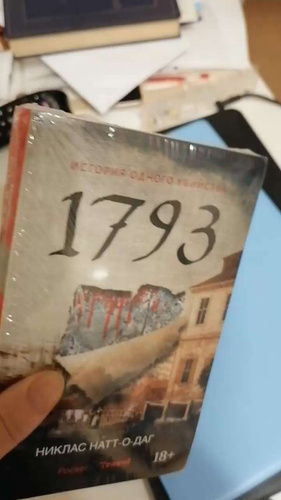 ИСТОРИЯ ОДНОГО УБИЙСТВА
1793
НИКЛАС НАТТ-О-ДАГ
18+